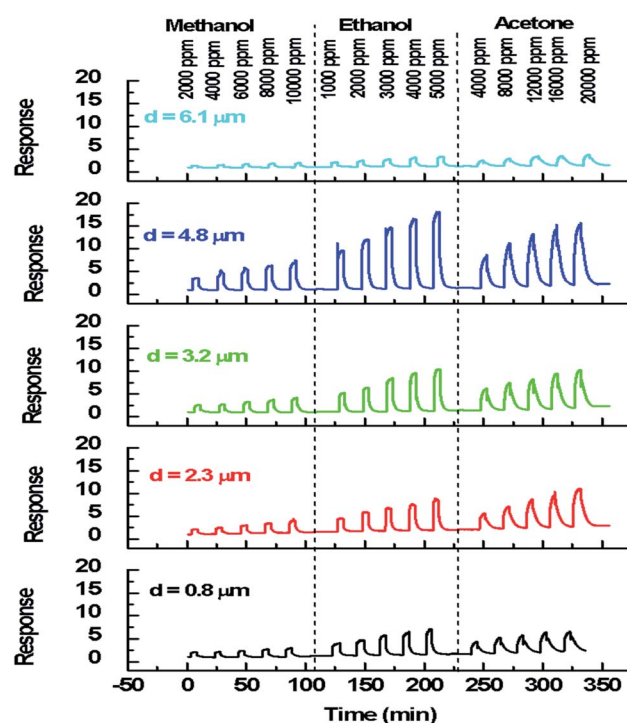 Methanol Ethanol Acetone
2000 ppm 4000 ppm 6000 ppm 8000 ppm 10000 ppm 1000 ppm 2000 ppm 3000 ppm 4000 ppm 5000 ppm 4000 ppm 8000 ppm 12000 ppm 16000 ppm 20000 ppm
20
15
10
5
0
Response
d = 6.1 μm
20
15
10
5
0
Response
d = 4.8 μm
20
15
10
5
0
Response
d = 3.2 μm
20
15
10
5
0
Response
d = 2.3 μm
20
15
10
5
0
Response
d = 0.8 μm
-50 0 50 100 150 200 250 300 350
Time (min)